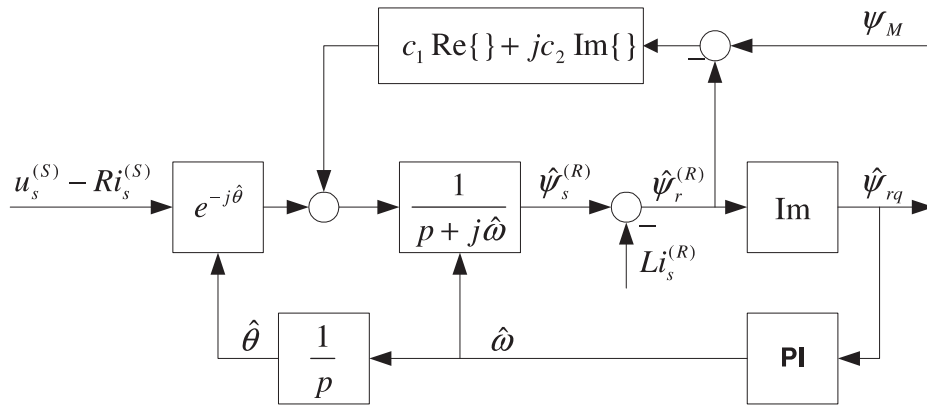 c₁ Re{} + jc₂ Im{}
ψ_M
−
u_s^(S) − Ri_s^(S)
e^{−jθ̂}
1/(p + jω̂)
ψ̂_s^(R)
−
ψ̂_r^(R)
Im
ψ̂_rq
Li_s^(R)
θ̂
1/p
ω̂
PI